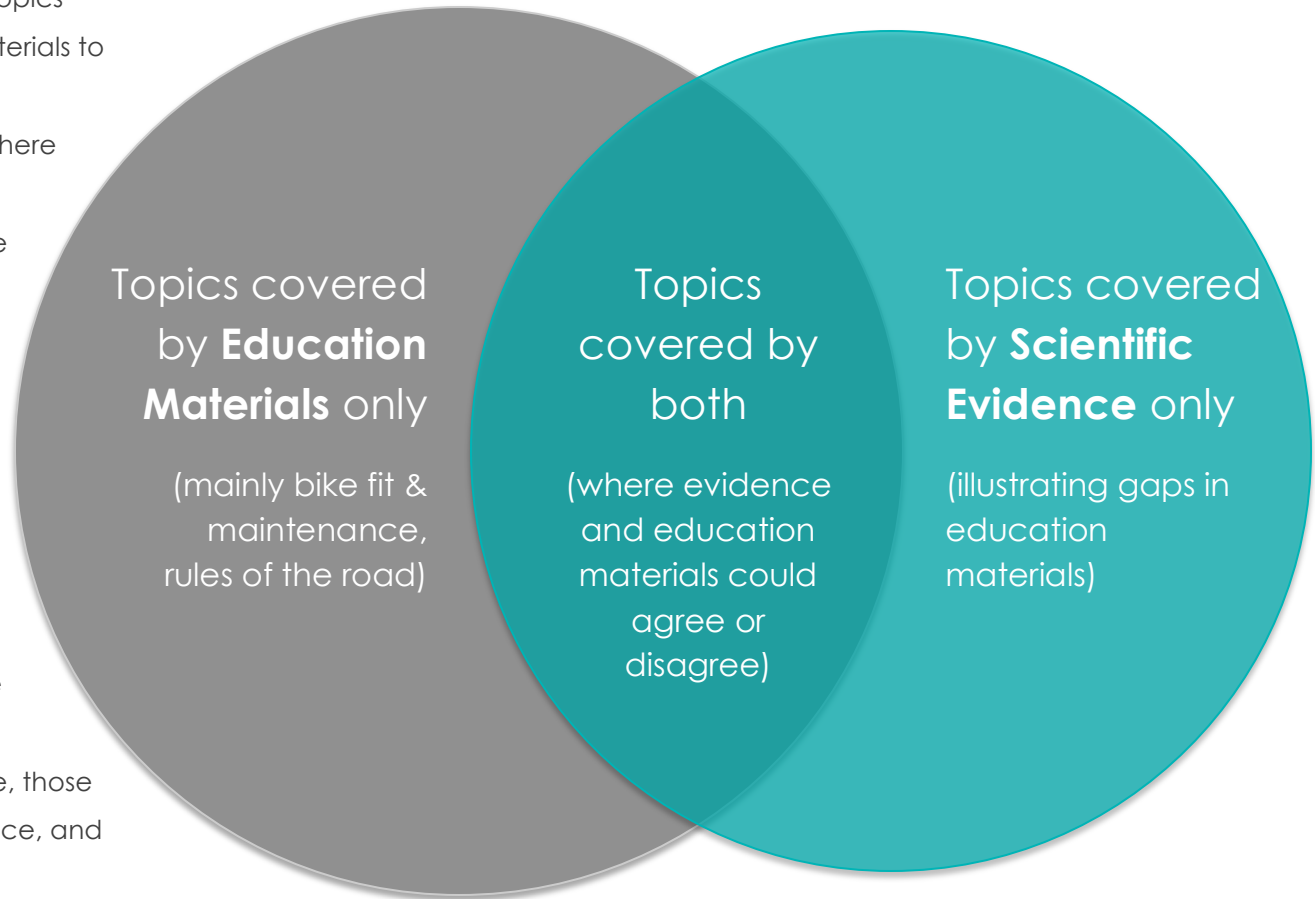 terials to
here
Topics covered
by Education
Materials only
(mainly bike fit &
maintenance,
rules of the road)
Topics
covered by
both
(where evidence
and education
materials could
agree or
disagree)
Topics covered
by Scientific
Evidence only
(illustrating gaps in
education
materials)
e, those
ce, and